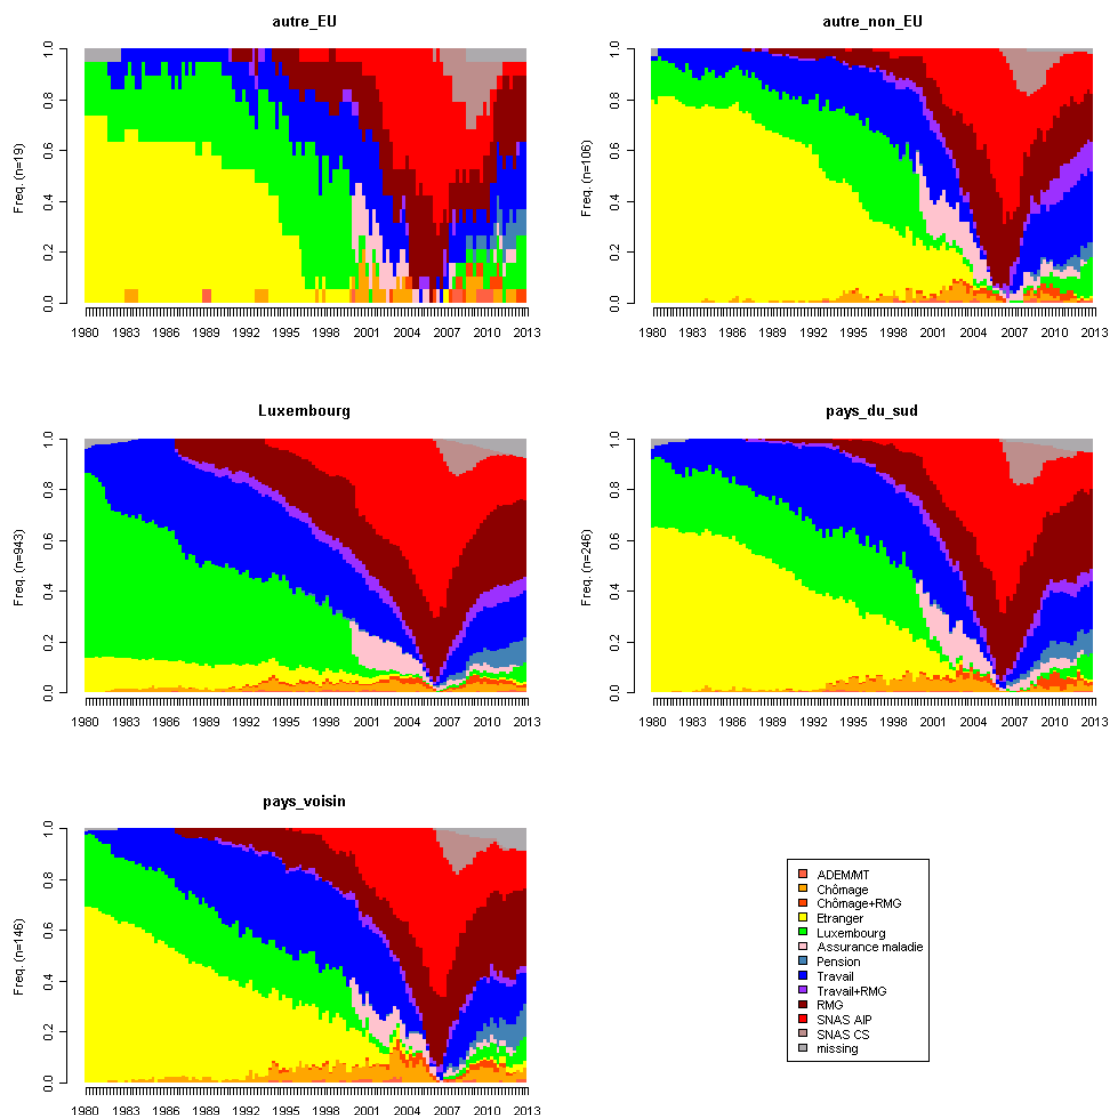 autre_EU
Freq. (n=19)
0.0 0.2 0.4 0.6 0.8 1.0
1980 1983 1986 1989 1992 1995 1998 2001 2004 2007 2010 2013
autre_non_EU
Freq. (n=106)
0.0 0.2 0.4 0.6 0.8 1.0
1980 1983 1986 1989 1992 1995 1998 2001 2004 2007 2010 2013
Luxembourg
Freq. (n=943)
0.0 0.2 0.4 0.6 0.8 1.0
1980 1983 1986 1989 1992 1995 1998 2001 2004 2007 2010 2013
pays_du_sud
Freq. (n=246)
0.0 0.2 0.4 0.6 0.8 1.0
1980 1983 1986 1989 1992 1995 1998 2001 2004 2007 2010 2013
pays_voisin
Freq. (n=146)
0.0 0.2 0.4 0.6 0.8 1.0
1980 1983 1986 1989 1992 1995 1998 2001 2004 2007 2010 2013
ADEM/MT
Chômage
Chômage+RMG
Etranger
Luxembourg
Assurance maladie
Pension
Travail
Travail+RMG
RMG
SNAS AIP
SNAS CS
missing